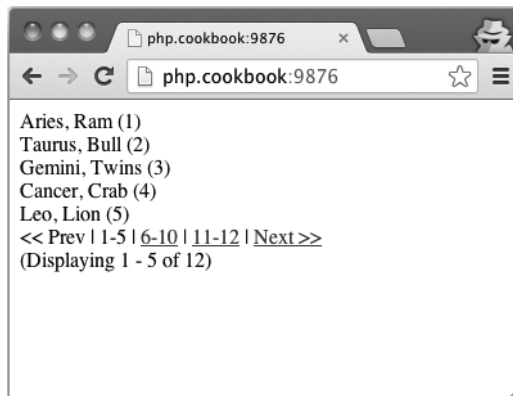 php.cookbook:9876
php.cookbook:9876
Aries, Ram (1)
Taurus, Bull (2)
Gemini, Twins (3)
Cancer, Crab (4)
Leo, Lion (5)
<< Prev | 1-5 | 6-10 | 11-12 | Next >>
(Displaying 1 - 5 of 12)